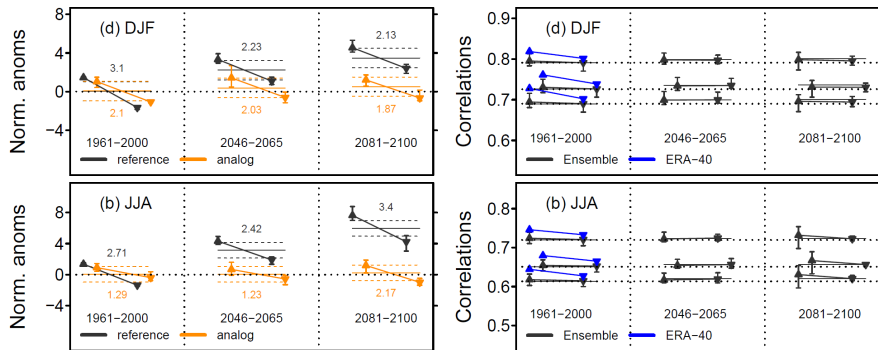 (d) DJF
Norm. anoms
8
4
0
−4
3.1
2.1
2.23
2.03
2.13
1.87
1961−2000
2046−2065
2081−2100
reference
analog
(d) DJF
Correlations
0.9
0.8
0.7
0.6
1961−2000
2046−2065
2081−2100
Ensemble
ERA−40
(b) JJA
Norm. anoms
8
4
0
−4
2.71
1.29
2.42
1.23
3.4
2.17
1961−2000
2046−2065
2081−2100
reference
analog
(b) JJA
Correlations
0.8
0.7
0.6
0.5
1961−2000
2046−2065
2081−2100
Ensemble
ERA−40